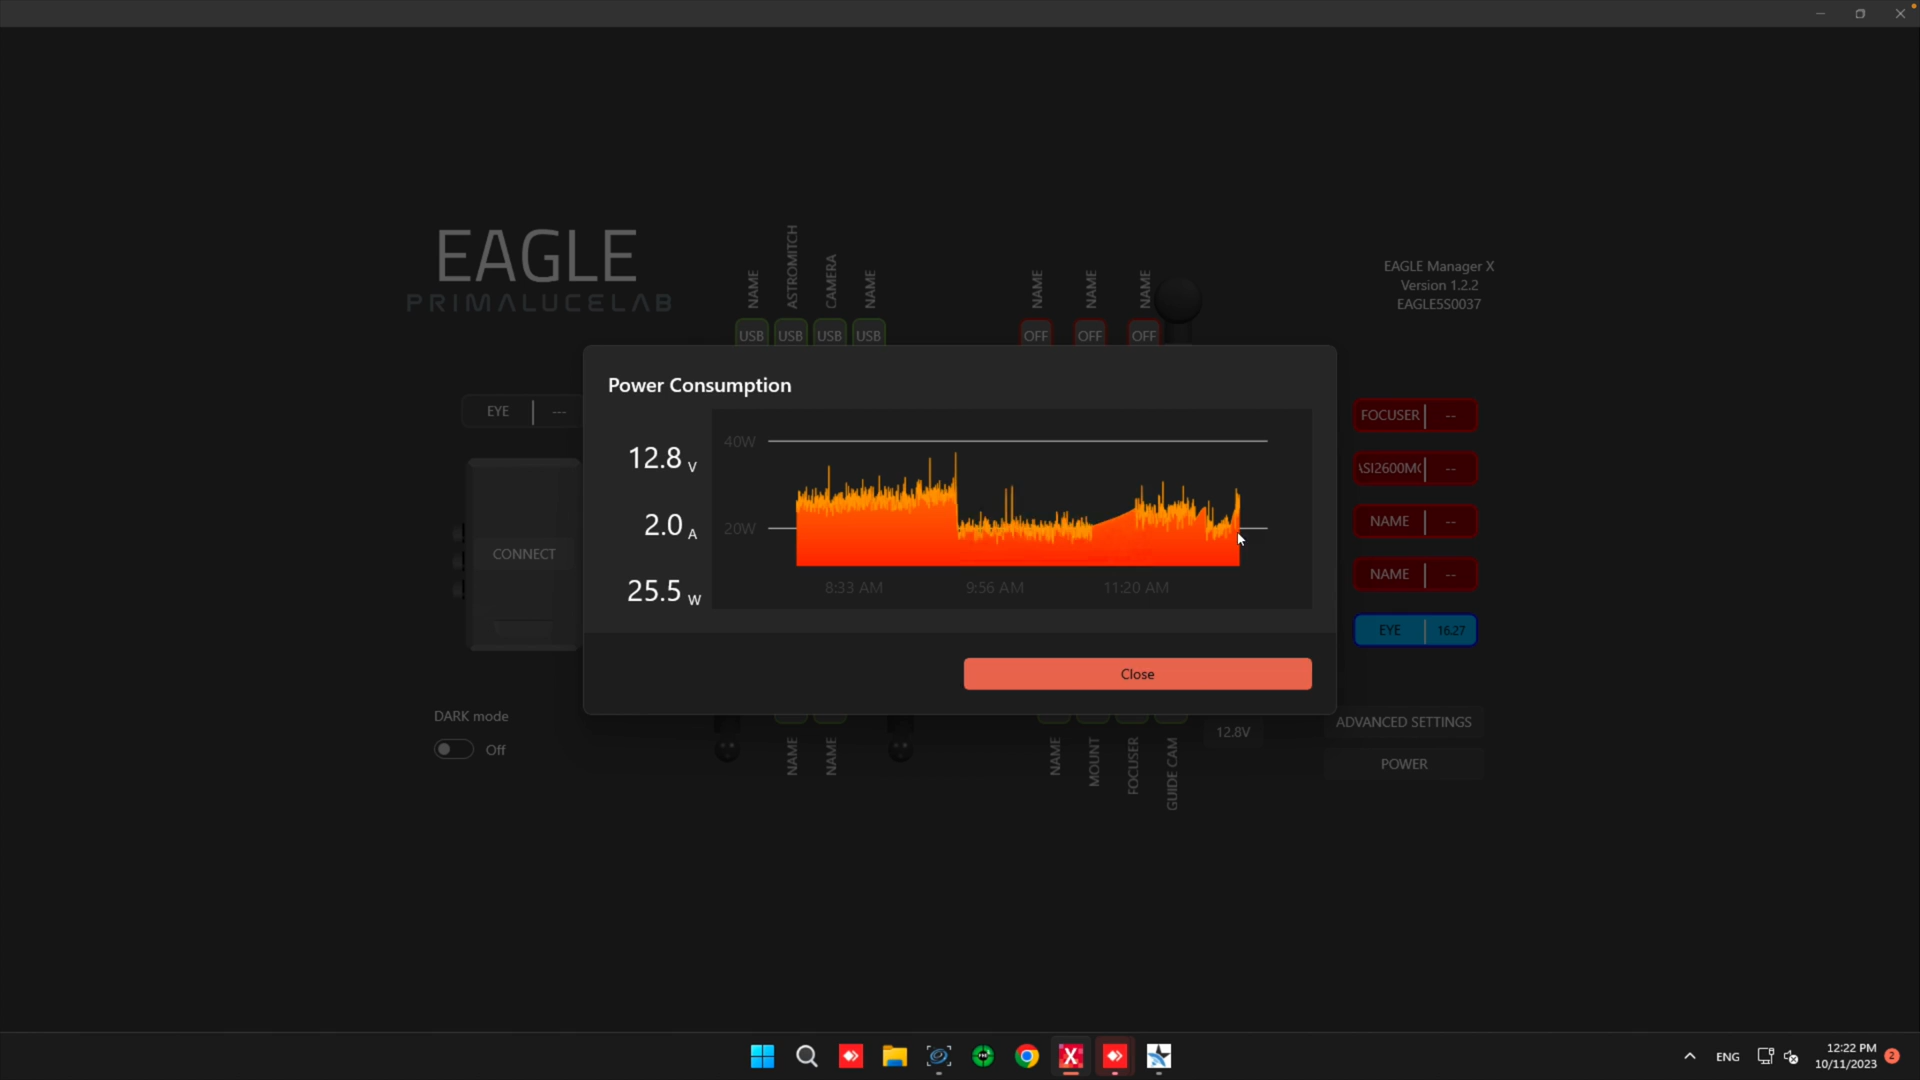 EAGLE
PRIMALUCELAB
NAME
ASTROMITCH
CAMERA
NAME
NAME
NAME
NAME
USB
USB
USB
USB
OFF
OFF
OFF
EAGLE Manager X
Version 1.2.2
EAGLE5S0037
EYE ---
CONNECT
Power Consumption
12.8 V
2.0 A
25.5 W
40W
20W
8:33 AM
9:56 AM
11:20 AM
Close
FOCUSER --
ASI2600M --
NAME --
NAME --
EYE 16.27
DARK mode
Off
NAME
NAME
NAME
MOUNT
FOCUSER
GUIDE CAM
12.8V
ADVANCED SETTINGS
POWER
ENG
12:22 PM
10/11/2023
2